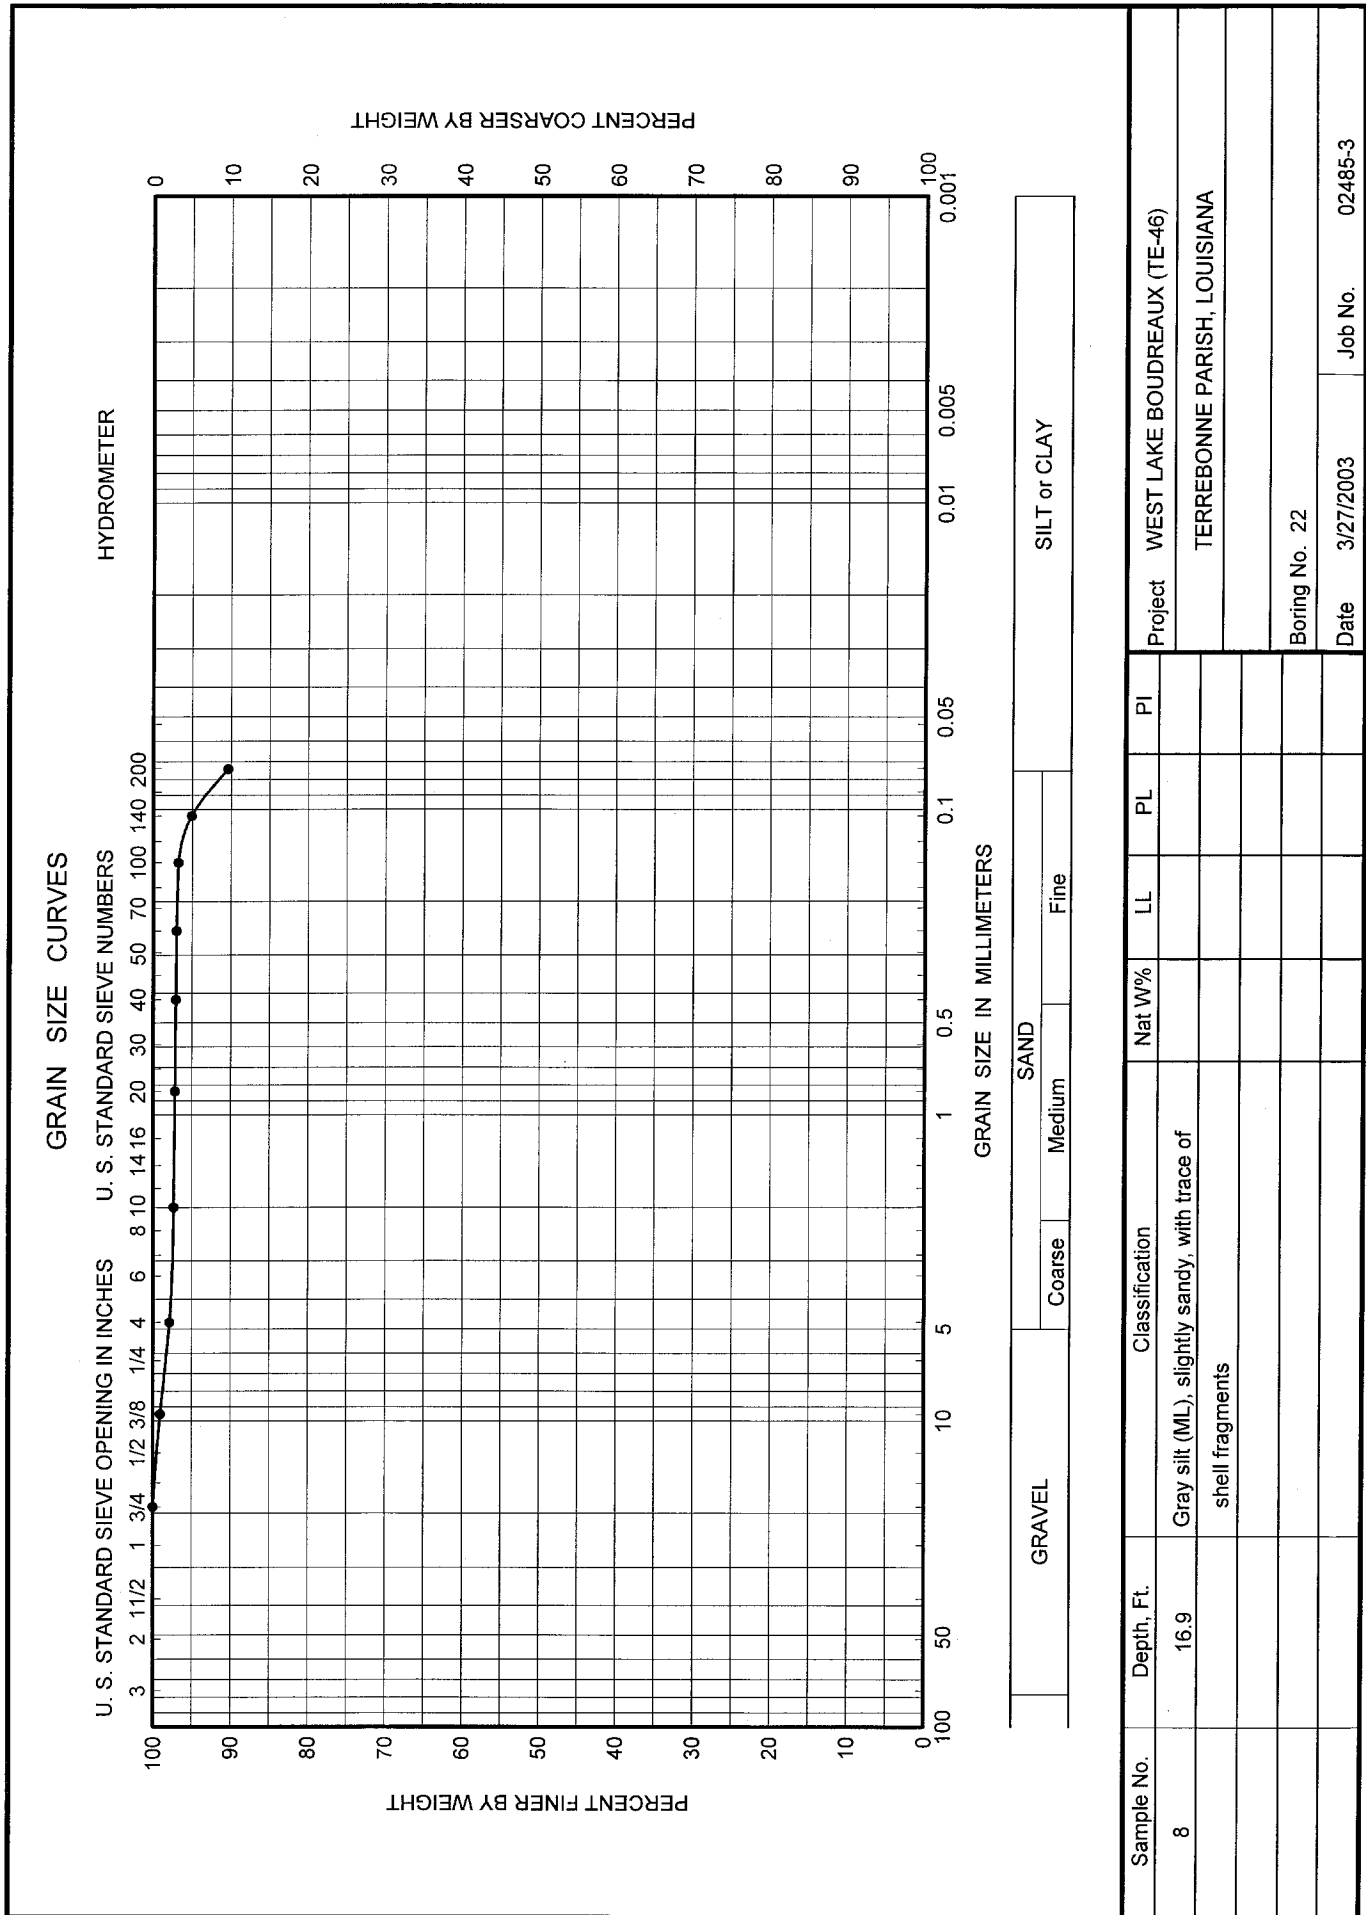 GRAIN SIZE CURVES
U. S. STANDARD SIEVE OPENING IN INCHES U. S. STANDARD SIEVE NUMBERS HYDROMETER
3 2 1 1/2 1 3/4 1/2 3/8 1/4 4 6 8 10 14 16 20 30 40 50 70 100 140 200
PERCENT FINER BY WEIGHT
100
90
80
70
60
50
40
30
20
10
0
PERCENT COARSER BY WEIGHT
0
10
20
30
40
50
60
70
80
90
100
100 50 10 5 1 0.5 0.1 0.05 0.01 0.005 0.001
GRAIN SIZE IN MILLIMETERS
GRAVEL SAND SILT or CLAY
Coarse Medium Fine
Sample No. Depth, Ft. Classification Nat W% LL PL PI
8 16.9 Gray silt (ML), slightly sandy, with trace of
shell fragments
Project WEST LAKE BOUDREAUX (TE-46)
TERREBONNE PARISH, LOUISIANA
Boring No. 22
Date 3/27/2003 Job No. 02485-3